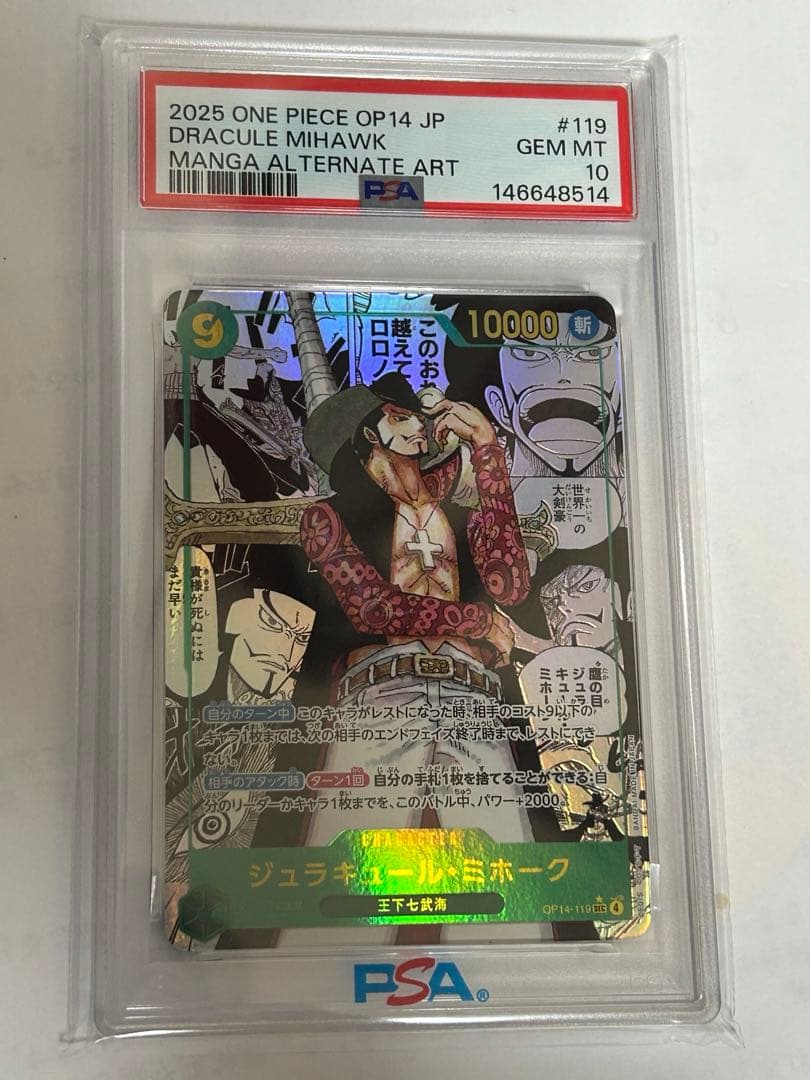 2025 ONE PIECE OP14 JP #119
DRACULE MIHAWK GEM MT
MANGA ALTERNATE ART 10
PSA 146648514
9
10000 斬
このおれ
越えて
ロロノ
世界一の
大剣豪
貴様が
死ぬには
まだ早い
鷹の目
ジュラ
キュール
ミホーク
自分のターン中 このキャラがレストになった時、相手のコスト9以下の
キャラ1枚までは、次の相手のエンドフェイズ終了時まで、レストにでき
ない。
相手のアタック時 ターン1回 自分の手札1枚を捨てることができる:自
分のリーダーかキャラ1枚までを、このバトル中、パワー+2000。
CHARACTER
ジュラキュール・ミホーク
王下七武海
OP14-119 SEC 4
PSA®